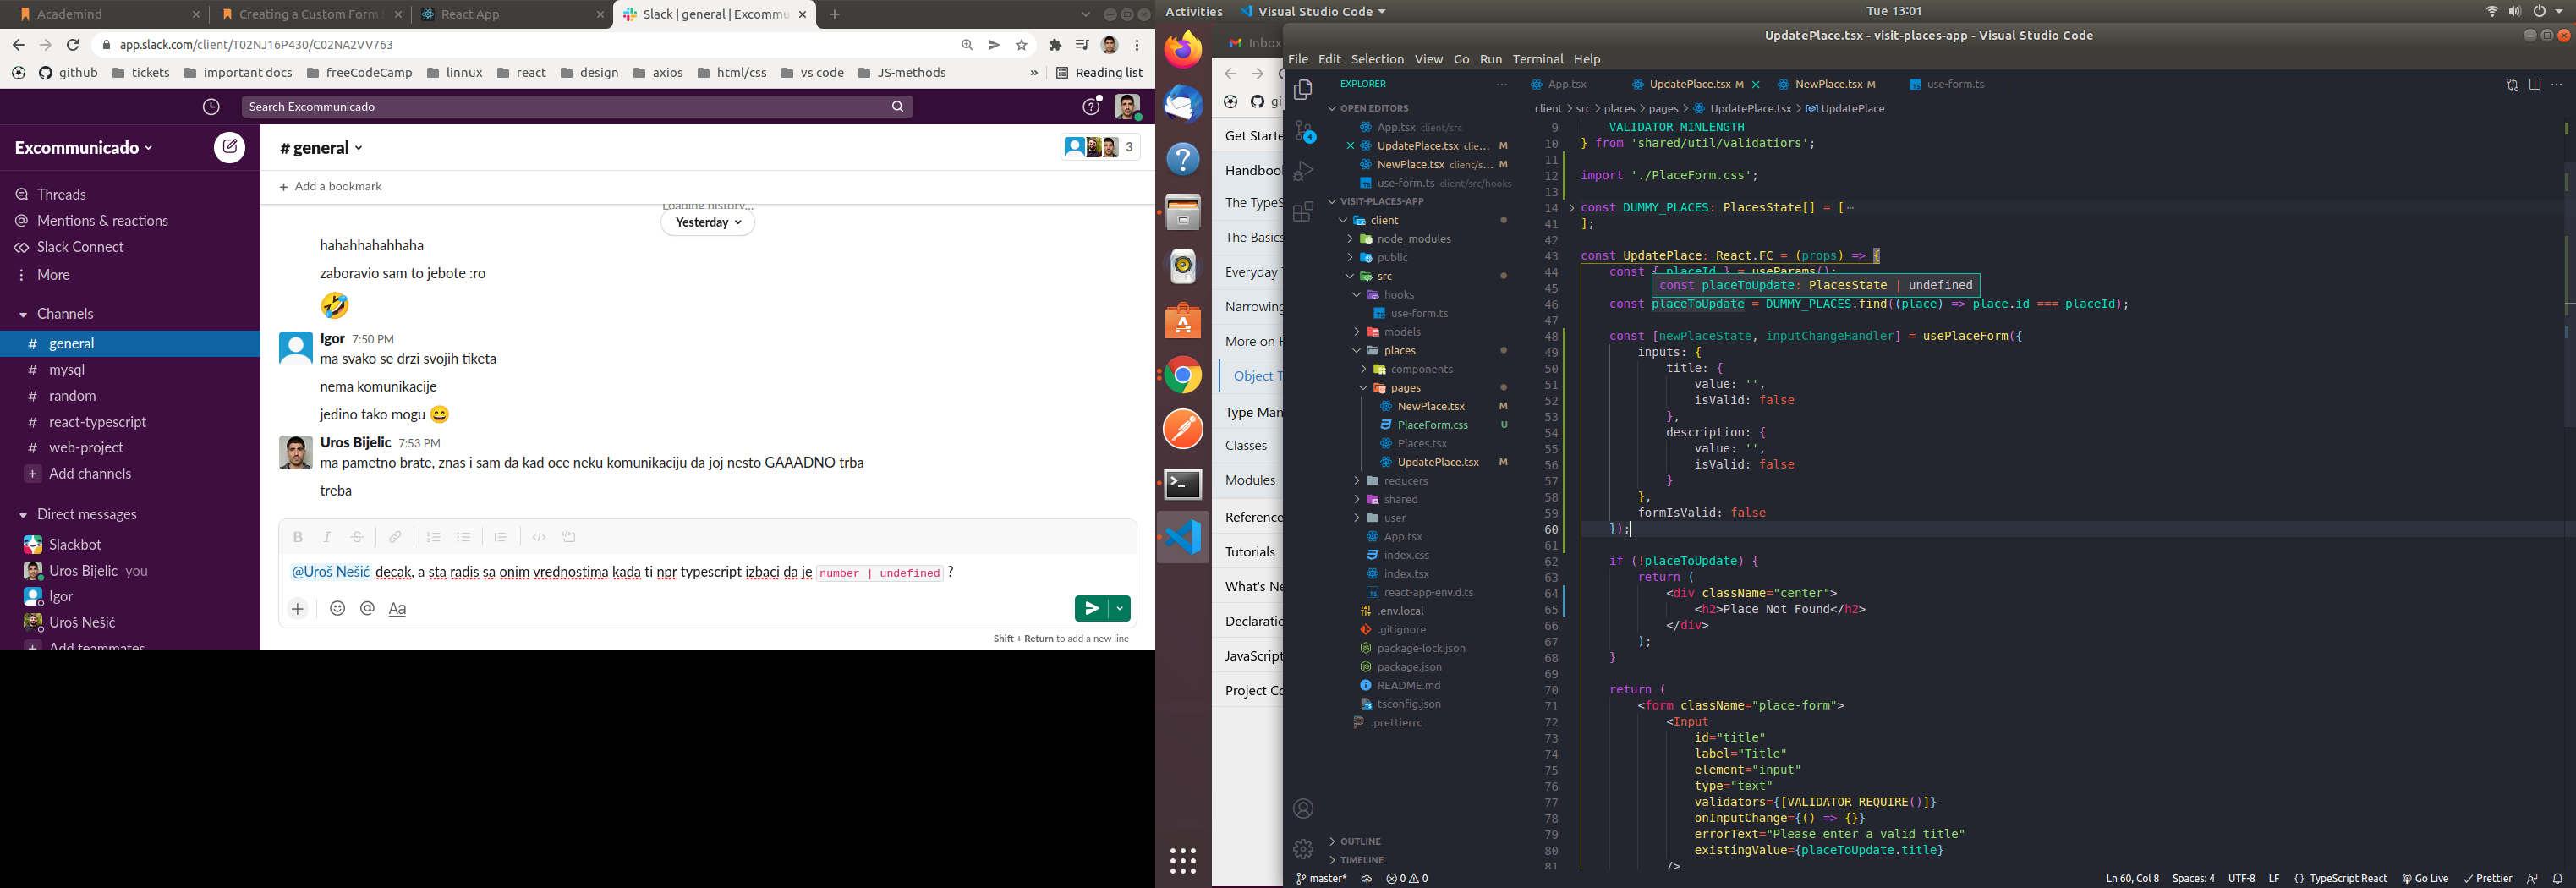 Academind
Creating a Custom Form
React App
Slack | general | Excommu
app.slack.com/client/T02NJ16P430/C02NA2VV763
github
tickets
important docs
freeCodeCamp
linnux
react
design
axios
html/css
vs code
JS-methods
»
Reading list
Search Excommunicado
Excommunicado
Threads
Mentions & reactions
Slack Connect
More
Channels
# general
# mysql
# random
# react-typescript
# web-project
+ Add channels
Direct messages
Slackbot
Uros Bijelic you
Igor
Uroš Nešić
Add teammates
# general
3
+ Add a bookmark
Loading history...
Yesterday
hahahhahahhaha
zaboravio sam to jebote :ro
Igor 7:50 PM
ma svako se drzi svojih tiketa
nema komunikacije
jedino tako mogu
Uros Bijelic 7:53 PM
ma pametno brate, znas i sam da kad oce neku komunikaciju da joj nesto GAAADNO trba
treba
@Uroš Nešić decak, a sta radis sa onim vrednostima kada ti npr typescript izbaci da je number | undefined ?
Shift + Return to add a new line
Activities
Visual Studio Code
Tue 13:01
Inbox
gi
Get Starte
Handbool
The TypeS
The Basics
Everyday
Narrowing
More on F
Object T
Type Man
Classes
Modules
Reference
Tutorials
What's Ne
Declaratio
JavaScript
Project Co
UpdatePlace.tsx - visit-places-app - Visual Studio Code
File Edit Selection View Go Run Terminal Help
EXPLORER
OPEN EDITORS
App.tsx client/src
UpdatePlace.tsx clie... M
NewPlace.tsx client/s... M
use-form.ts client/src/hooks
VISIT-PLACES-APP
client
node_modules
public
src
hooks
use-form.ts
models
places
components
pages
NewPlace.tsx M
PlaceForm.css U
Places.tsx
UpdatePlace.tsx M
reducers
shared
user
App.tsx
index.css
index.tsx
react-app-env.d.ts
.env.local
.gitignore
package-lock.json
package.json
README.md
tsconfig.json
.prettierrc
OUTLINE
TIMELINE
App.tsx
UpdatePlace.tsx M
NewPlace.tsx M
use-form.ts
client > src > places > pages > UpdatePlace.tsx > UpdatePlace
9 VALIDATOR_MINLENGTH
10 } from 'shared/util/validatiors';
11
12 import './PlaceForm.css';
13
14 const DUMMY_PLACES: PlacesState[] = [⋯
41 ];
42
43 const UpdatePlace: React.FC = (props) => {
44 const { placeId } = useParams();
const placeToUpdate: PlacesState | undefined
45
46 const placeToUpdate = DUMMY_PLACES.find((place) => place.id === placeId);
47
48 const [newPlaceState, inputChangeHandler] = usePlaceForm({
49 inputs: {
50 title: {
51 value: '',
52 isValid: false
53 },
54 description: {
55 value: '',
56 isValid: false
57 }
58 },
59 formIsValid: false
60 });
61
62 if (!placeToUpdate) {
63 return (
64 <div className="center">
65 <h2>Place Not Found</h2>
66 </div>
67 );
68 }
69
70 return (
71 <form className="place-form">
72 <Input
73 id="title"
74 label="Title"
75 element="input"
76 type="text"
77 validators={[VALIDATOR_REQUIRE()]}
78 onInputChange={() => {}}
79 errorText="Please enter a valid title"
80 existingValue={placeToUpdate.title}
81 />
master*
0 0
Ln 60, Col 8
Spaces: 4
UTF-8
LF
{ } TypeScript React
Go Live
Prettier